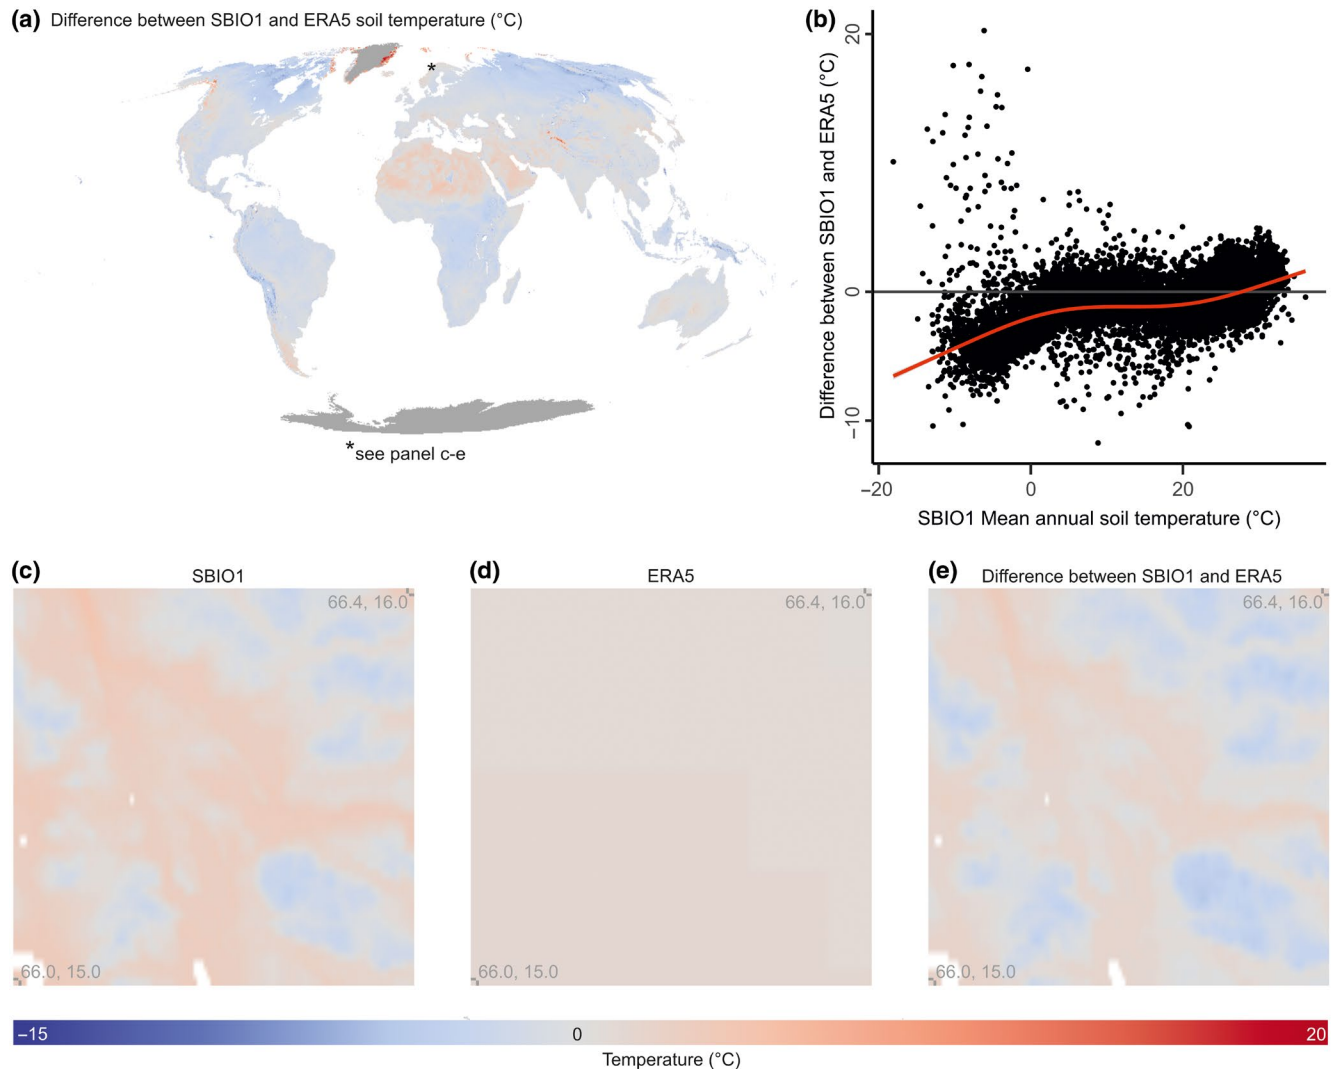 (a) Difference between SBIO1 and ERA5 soil temperature (°C)
*
*see panel c-e
(b)
Difference between SBIO1 and ERA5 (°C)
20
0
−10
−20 0 20
SBIO1 Mean annual soil temperature (°C)
(c) SBIO1
66.4, 16.0
66.0, 15.0
(d) ERA5
66.4, 16.0
66.0, 15.0
(e) Difference between SBIO1 and ERA5
66.4, 16.0
66.0, 15.0
−15 0 20
Temperature (°C)